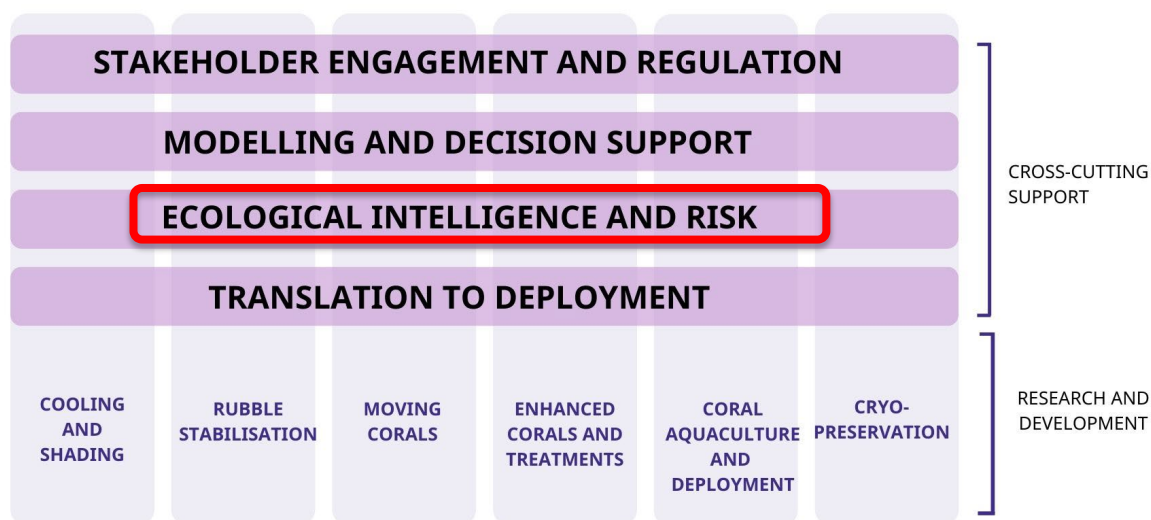 STAKEHOLDER ENGAGEMENT AND REGULATION
MODELLING AND DECISION SUPPORT
ECOLOGICAL INTELLIGENCE AND RISK
TRANSLATION TO DEPLOYMENT
CROSS-CUTTING
SUPPORT
COOLING
AND
SHADING
RUBBLE
STABILISATION
MOVING
CORALS
ENHANCED
CORALS AND
TREATMENTS
CORAL
AQUACULTURE
AND
DEPLOYMENT
CRYO-
PRESERVATION
RESEARCH AND
DEVELOPMENT